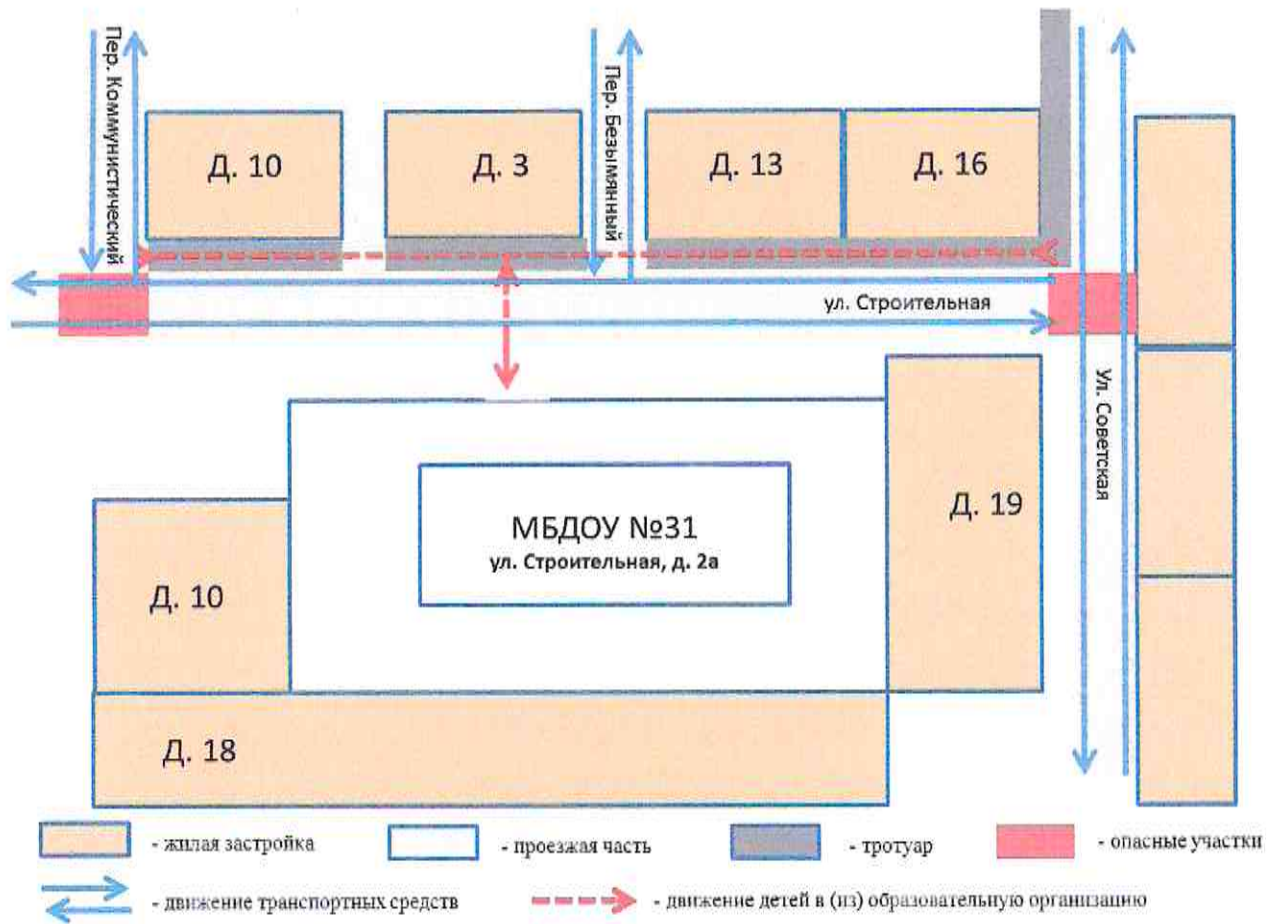 Пер. Коммунистический
Пер. Безымянный
Д. 10
Д. 3
Д. 13
Д. 16
ул. Строительная
Ул. Советская
Д. 19
МБДОУ №31
ул. Строительная, д. 2а
Д. 10
Д. 18
- жилая застройка
- проезжая часть
- тротуар
- опасные участки
- движение транспортных средств
- движение детей в (из) образовательную организацию